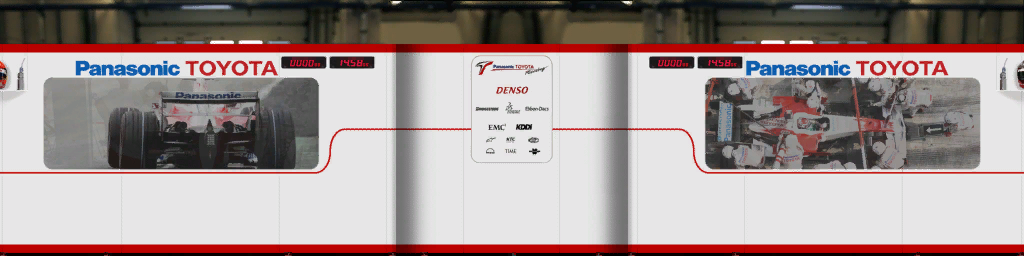 Panasonic TOYOTA
0000
1458
Panasonic
Panasonic TOYOTA
Racing
DENSO
BRIDGESTONE
Ebbon-Dacs
EMC²
KDDI
KTC
TIME
0000
1458
Panasonic TOYOTA